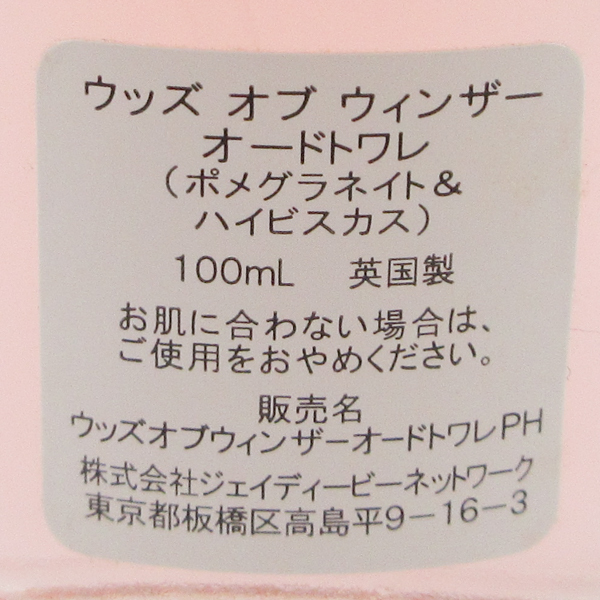 ウッズ オブ ウィンザー
オードトワレ
(ポメグラネイト&
ハイビスカス)
100mL 英国製
お肌に合わない場合は、
ご使用をおやめください。
販売名
ウッズオブウィンザーオードトワレPH
株式会社ジェイディービーネットワーク
東京都板橋区高島平9-16-3